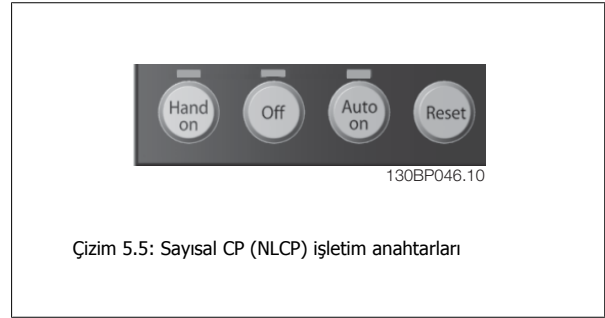 Hand on
Off
Auto on
Reset
130BP046.10
Çizim 5.5: Sayısal CP (NLCP) işletim anahtarları